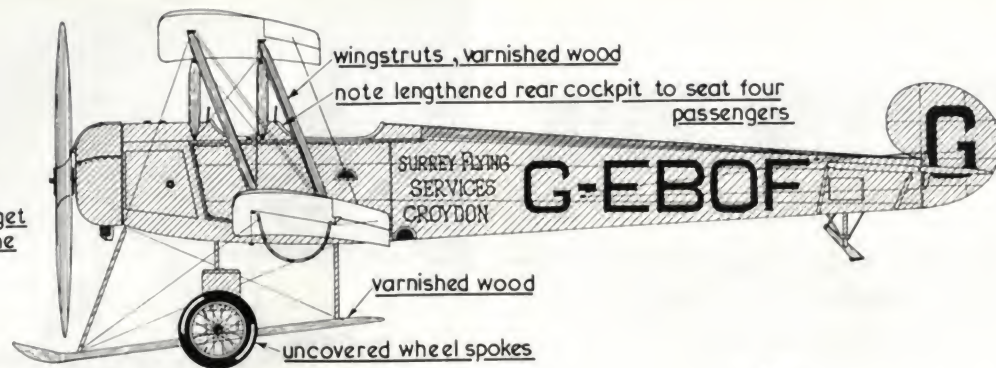 wingstruts, varnished wood
note lengthened rear cockpit to seat four
passengers
G
SURREY FLYING
SERVICES
CROYDON
G-EBOF
get
varnished wood
uncovered wheel spokes